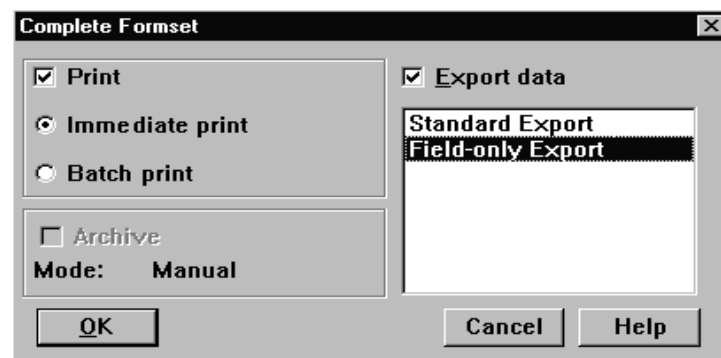 Complete Formset
Print
Immediate print
Batch print
Archive
Mode: Manual
Export data
Standard Export
Field-only Export
OK
Cancel
Help